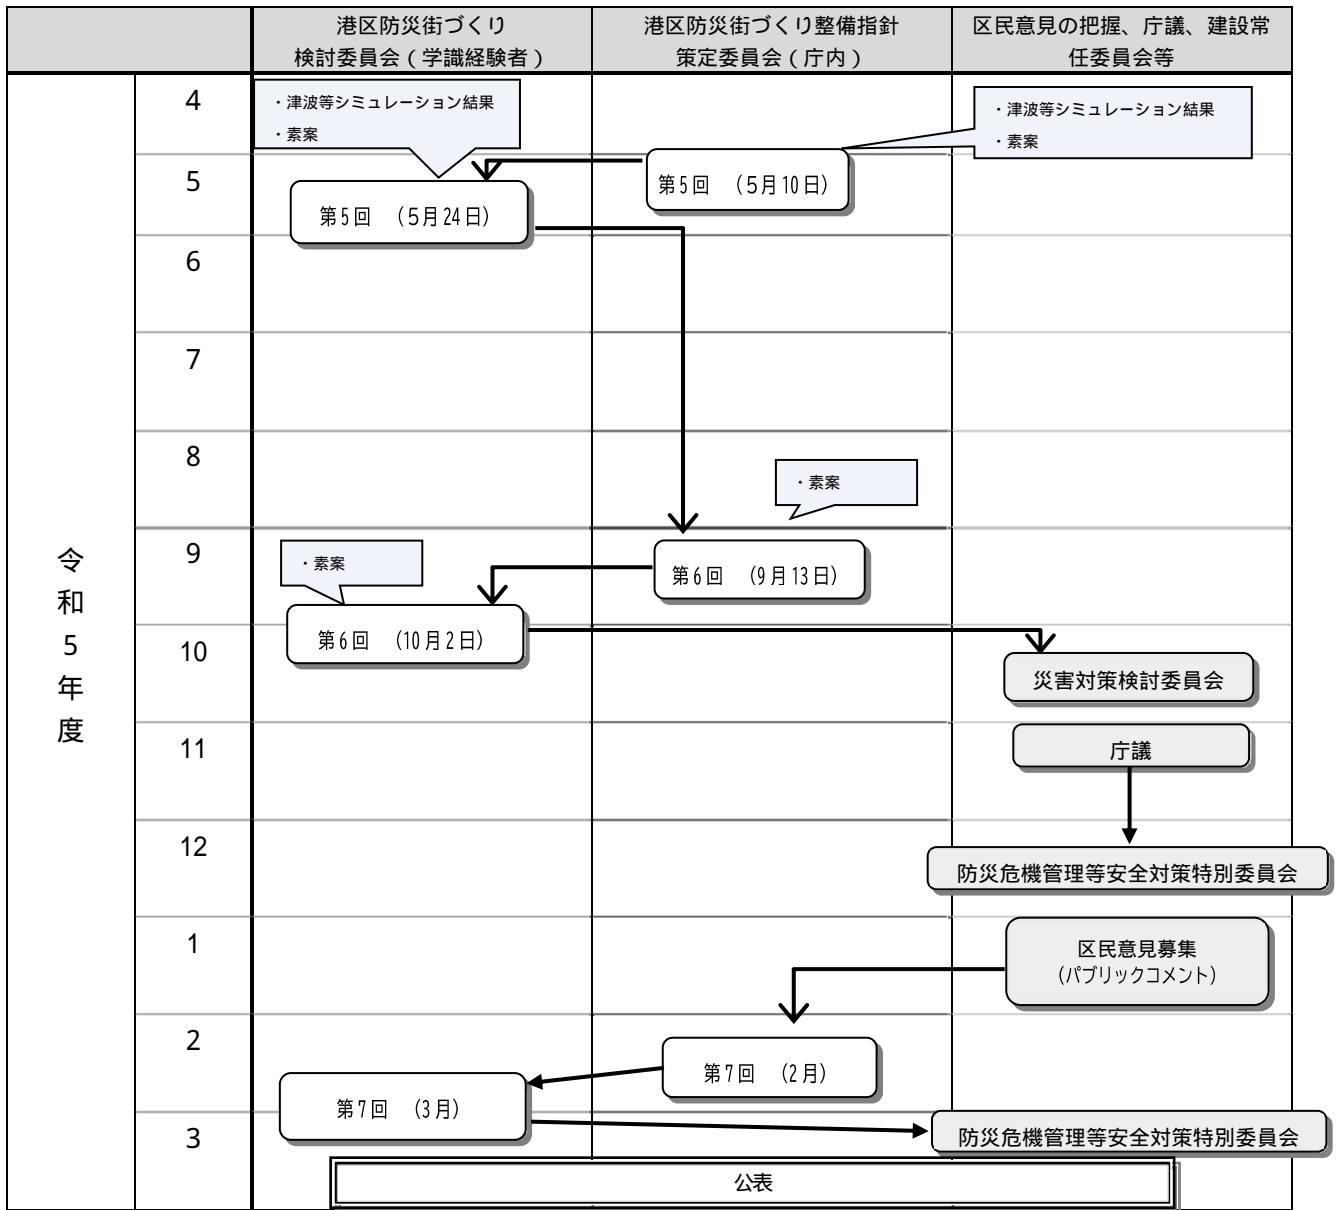 港区防災街づくり
検討委員会(学識経験者)
港区防災街づくり整備指針
策定委員会(庁内)
区民意見の把握、庁議、建設常
任委員会等
令和5年度
4
・津波等シミュレーション結果
・素案
・津波等シミュレーション結果
・素案
5
第5回 (5月10日)
第5回 (5月24日)
6
7
8
・素案
9
・素案
第6回 (9月13日)
第6回 (10月2日)
10
災害対策検討委員会
11
庁議
12
防災危機管理等安全対策特別委員会
1
区民意見募集
(パブリックコメント)
2
第7回 (2月)
第7回 (3月)
3
防災危機管理等安全対策特別委員会
公表